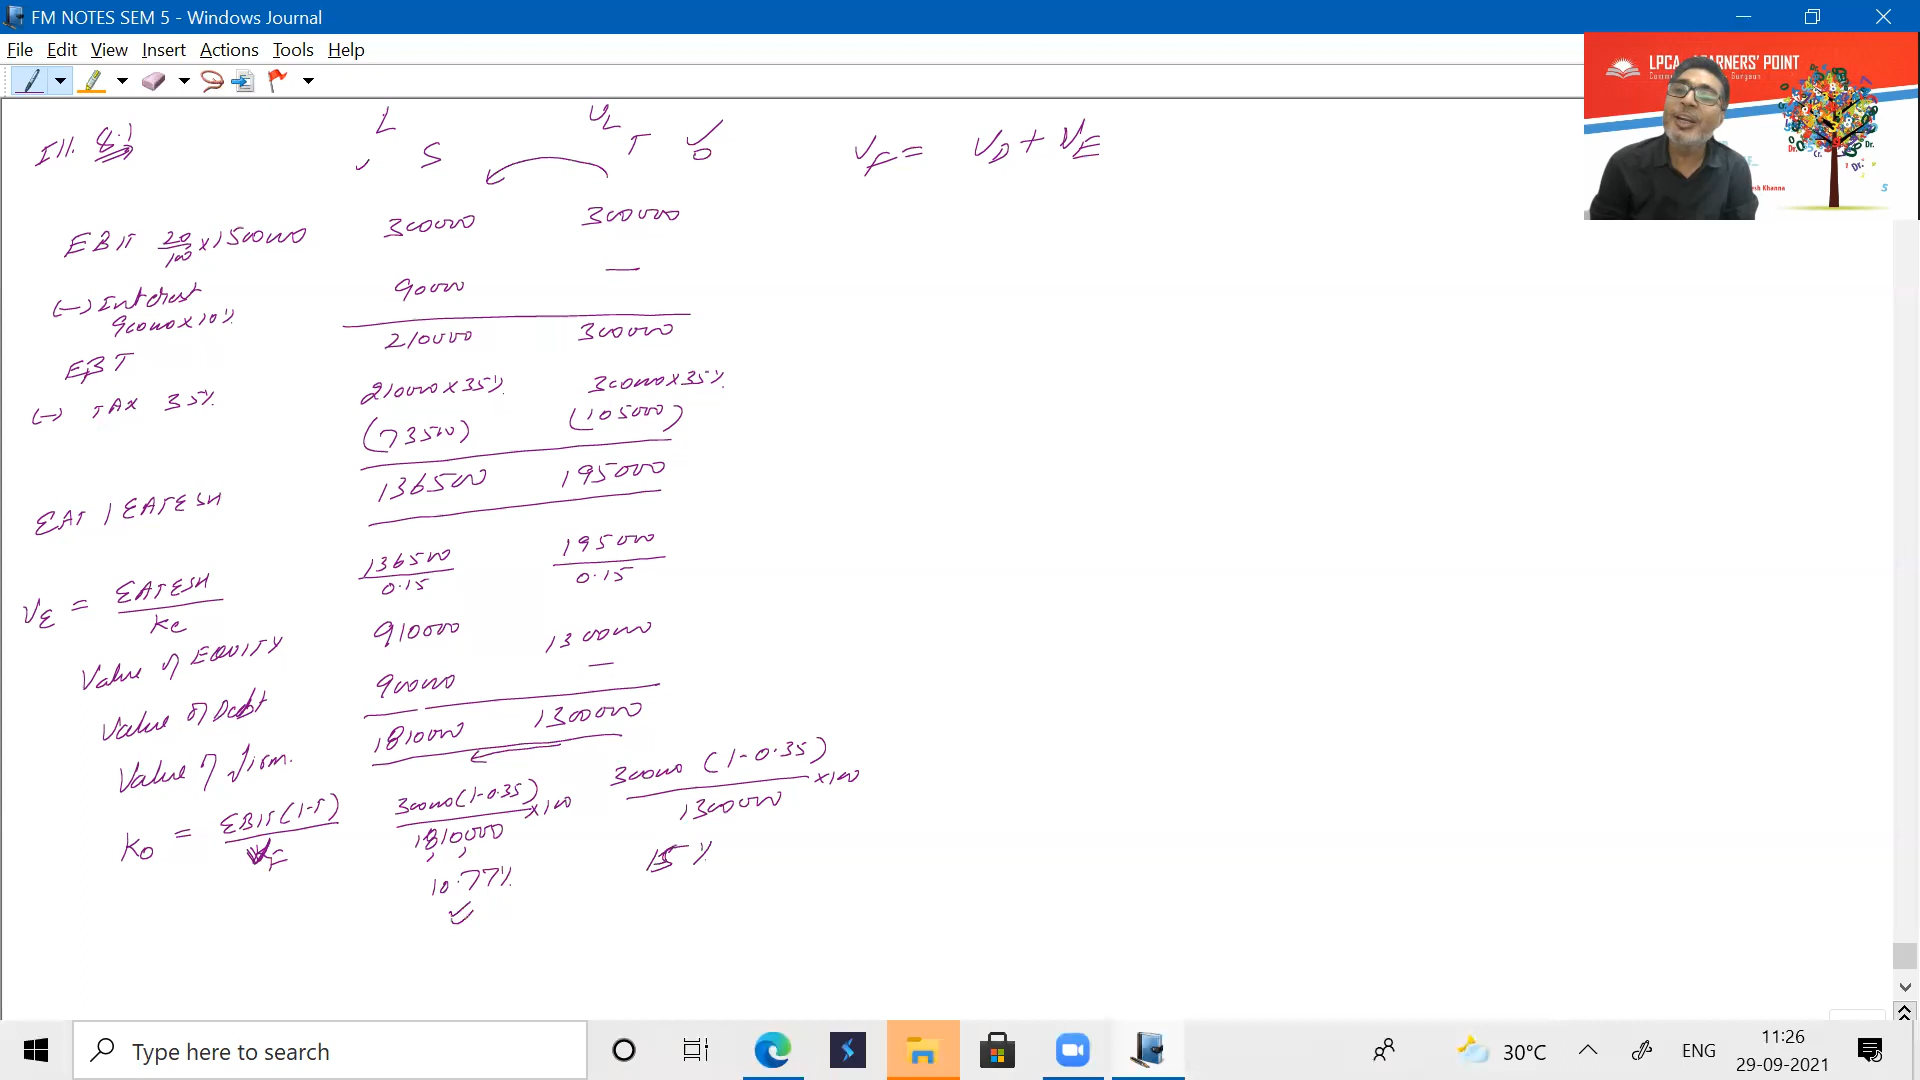 FM NOTES SEM 5 - Windows Journal
File Edit View Insert Actions Tools Help
LPCA LEARNERS' POINT
L UL
Ill. 8.1 S T VF = VD + VE
EBIT 20/100 x 1500000 300000 300000
(-) Interest 90000 —
900000 x 10%
EBT 210000 300000
(-) TAX 35% 210000 x 35% 300000 x 35%
(73500) (105000)
EAT / EATESH 136500 195000
VE = EATESH / Ke 136500 / 0.15 195000 / 0.15
Value of EQUITY 910000 1300000
Value of Debt 900000 —
Value of firm. 1810000 1300000
Ko = EBIT(1-T) / VF 300000(1-0.35) / 1810000 x 100 300000 (1-0.35) / 1300000 x 100
10.77% 15%
Type here to search
30°C ENG 11:26
29-09-2021